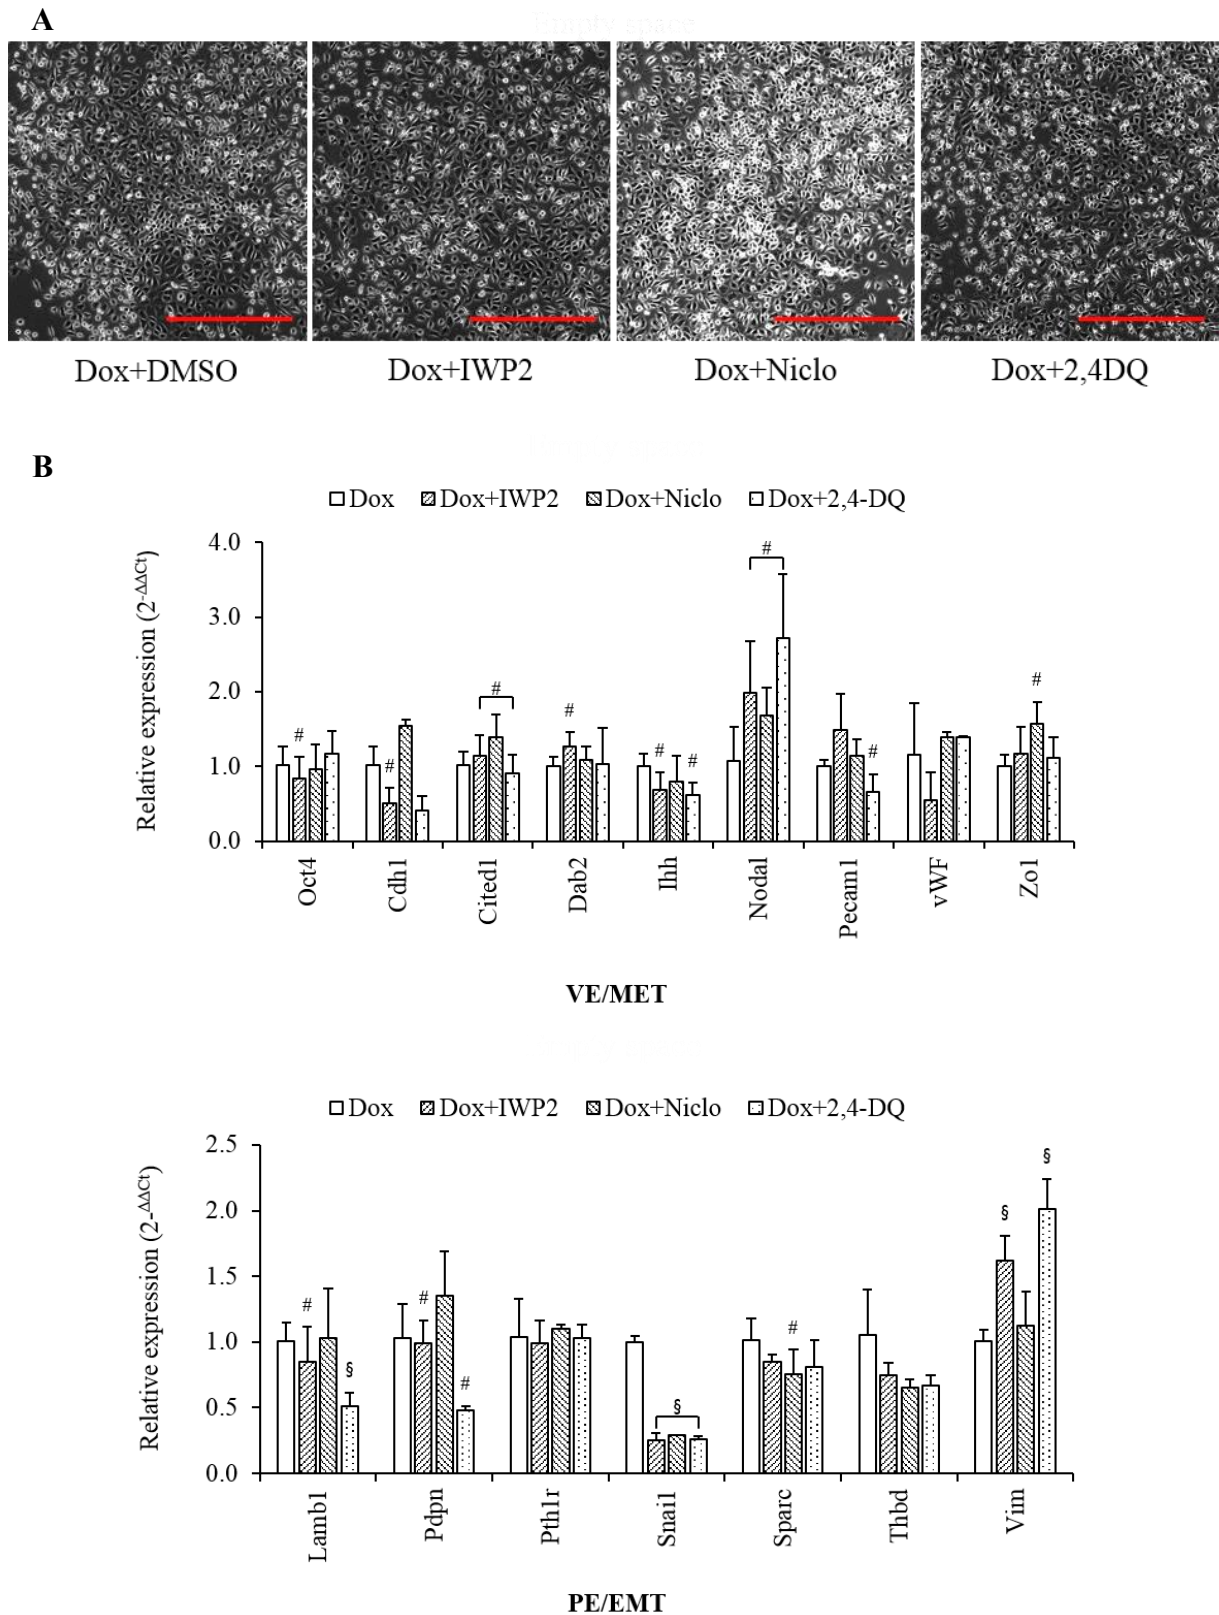 A
Empty space
Dox+DMSO Dox+IWP2 Dox+Niclo Dox+2,4DQ
B
Dox Dox+IWP2 Dox+Niclo Dox+2,4-DQ
Relative expression (2-ΔΔCt)
4.0
3.0
2.0
1.0
0.0
# # # # # # # # #
Oct4 Cdh1 Cited1 Dab2 Ihh Nodal Pecam1 vWF Zo1
VE/MET
Dox Dox+IWP2 Dox+Niclo Dox+2,4-DQ
Relative expression (2-ΔΔCt)
2.5
2.0
1.5
1.0
0.5
0.0
# § # # § # § §
Lamb1 Pdpn Pth1r Snai1 Sparc Thbd Vim
PE/EMT